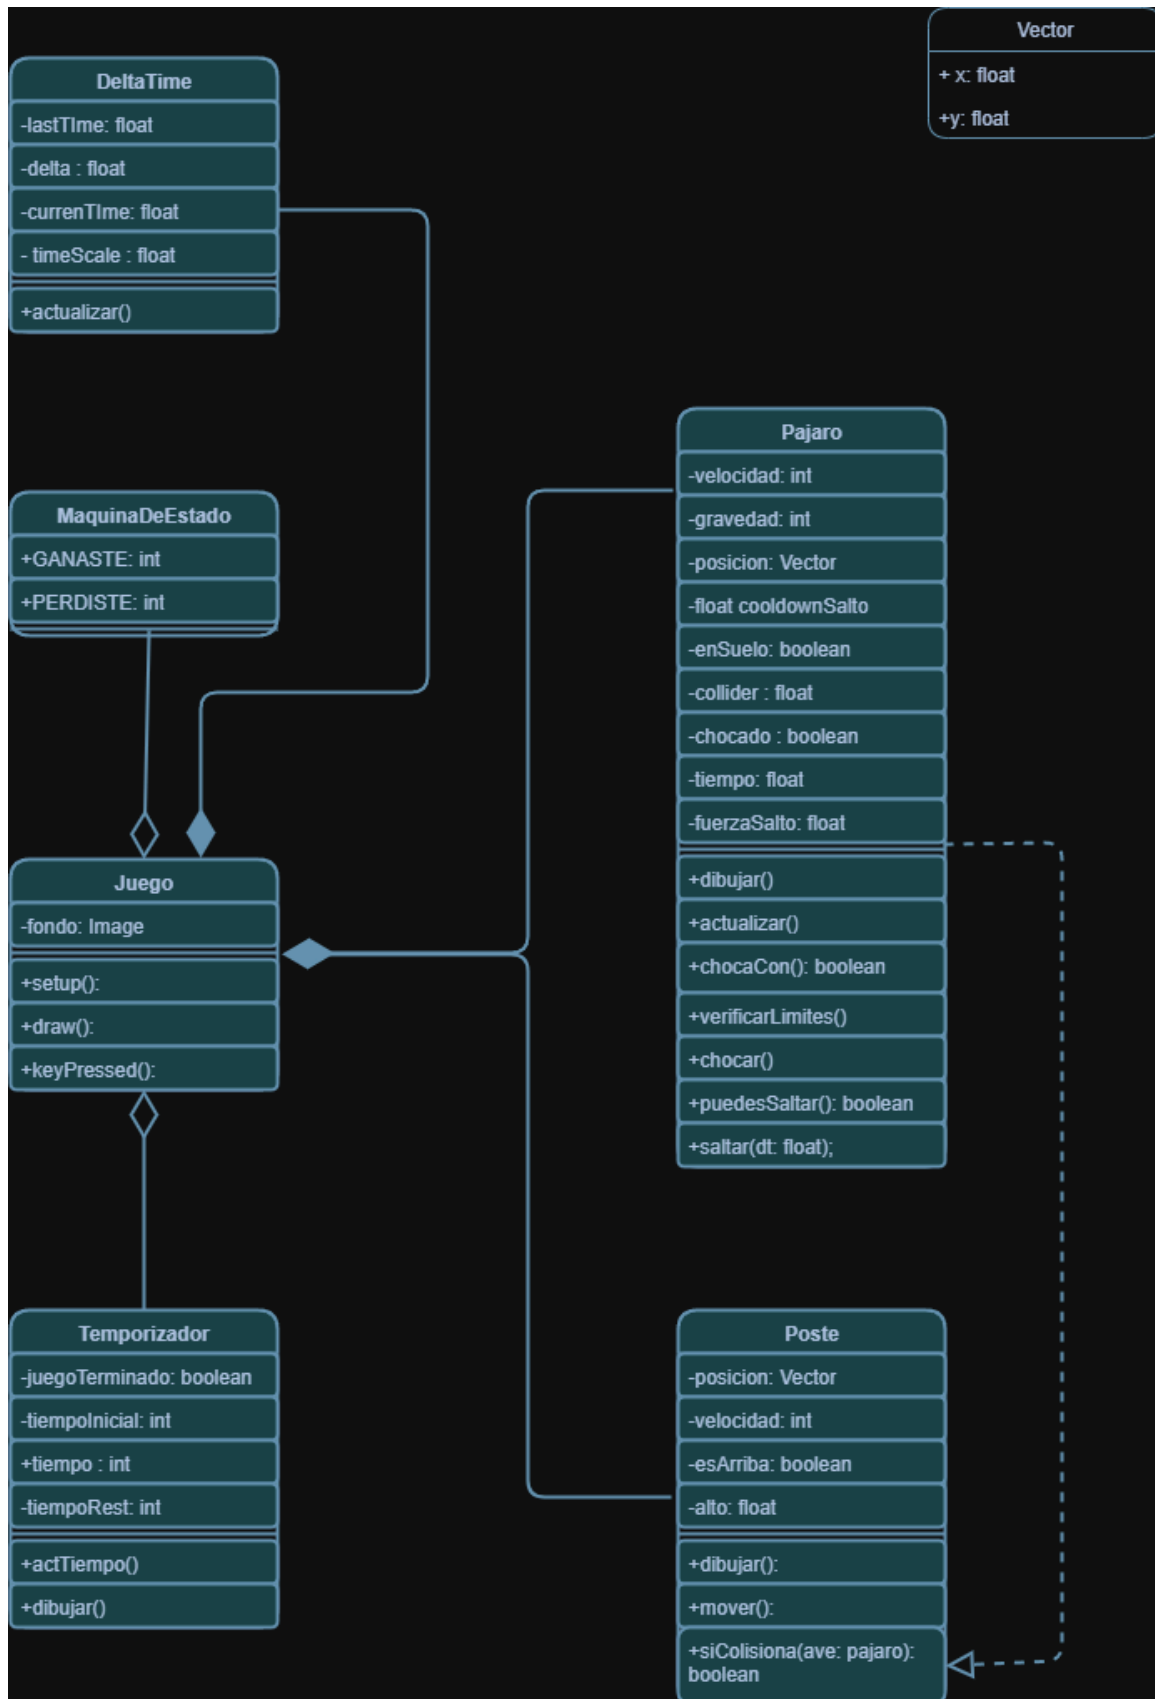 Vector
+ x: float
+y: float
DeltaTime
-lastTIme: float
-delta : float
-currenTIme: float
- timeScale : float
+actualizar()
MaquinaDeEstado
+GANASTE: int
+PERDISTE: int
Juego
-fondo: Image
+setup():
+draw():
+keyPressed():
Temporizador
-juegoTerminado: boolean
-tiempoInicial: int
+tiempo : int
-tiempoRest: int
+actTiempo()
+dibujar()
Pajaro
-velocidad: int
-gravedad: int
-posicion: Vector
-float cooldownSalto
-enSuelo: boolean
-collider : float
-chocado : boolean
-tiempo: float
-fuerzaSalto: float
+dibujar()
+actualizar()
+chocaCon(): boolean
+verificarLimites()
+chocar()
+puedesSaltar(): boolean
+saltar(dt: float);
Poste
-posicion: Vector
-velocidad: int
-esArriba: boolean
-alto: float
+dibujar():
+mover():
+siColisiona(ave: pajaro):
boolean